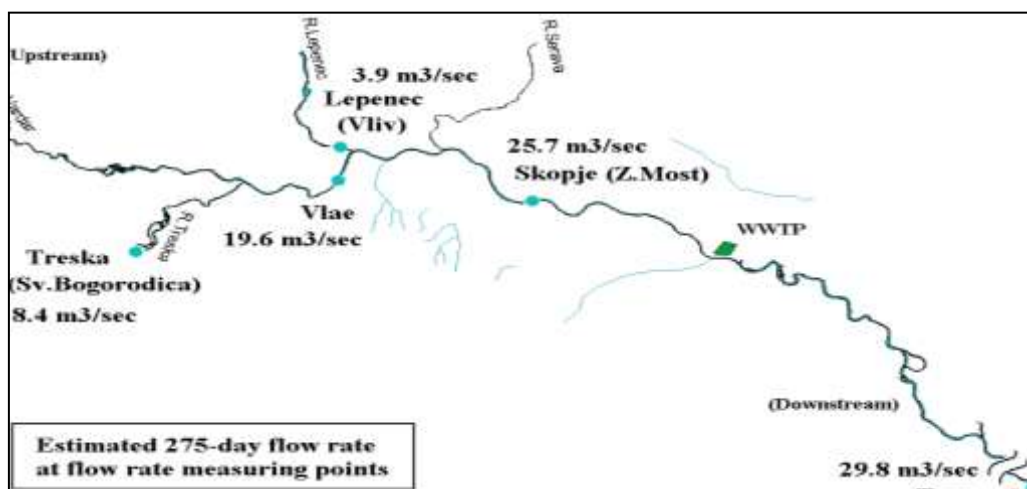 Upstream)
R.Lepenec
R.Serava
3.9 m3/sec
Lepenec
(Vliv)
25.7 m3/sec
Skopje (Z.Most)
Vlae
19.6 m3/sec
WWTP
R.Treska
Treska
(Sv.Bogorodica)
8.4 m3/sec
(Downstream)
29.8 m3/sec
Estimated 275-day flow rate
at flow rate measuring points